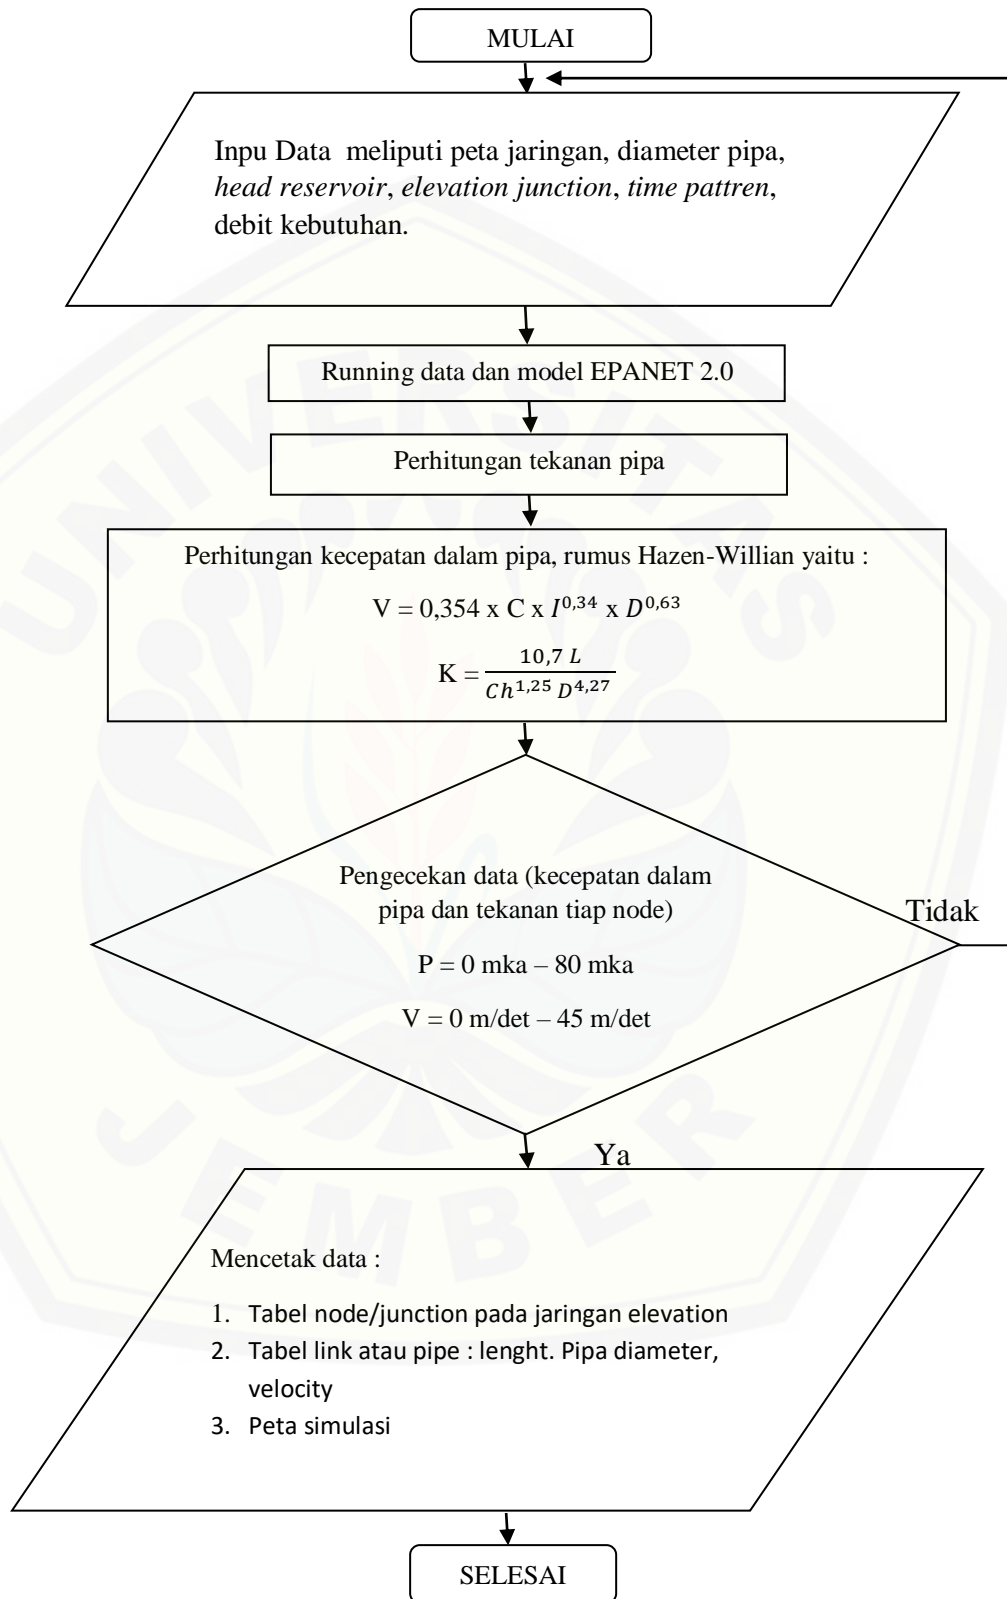 MULAI
Inpu Data  meliputi peta jaringan, diameter pipa,
head reservoir, elevation junction, time pattren,
debit kebutuhan.
Running data dan model EPANET 2.0
Perhitungan tekanan pipa
Perhitungan kecepatan dalam pipa, rumus Hazen-Willian yaitu :
V = 0,354 x C x I^{0,34} x D^{0,63}
K = \frac{10,7 L}{Ch^{1,25} D^{4,27}}
Pengecekan data (kecepatan dalam
pipa dan tekanan tiap node)
P = 0 mka – 80 mka
V = 0 m/det – 45 m/det
Tidak
Ya
Mencetak data :
1. Tabel node/junction pada jaringan elevation
2. Tabel link atau pipe : lenght. Pipa diameter,
velocity
3. Peta simulasi
SELESAI
UNIVERSITAS
JEMBER